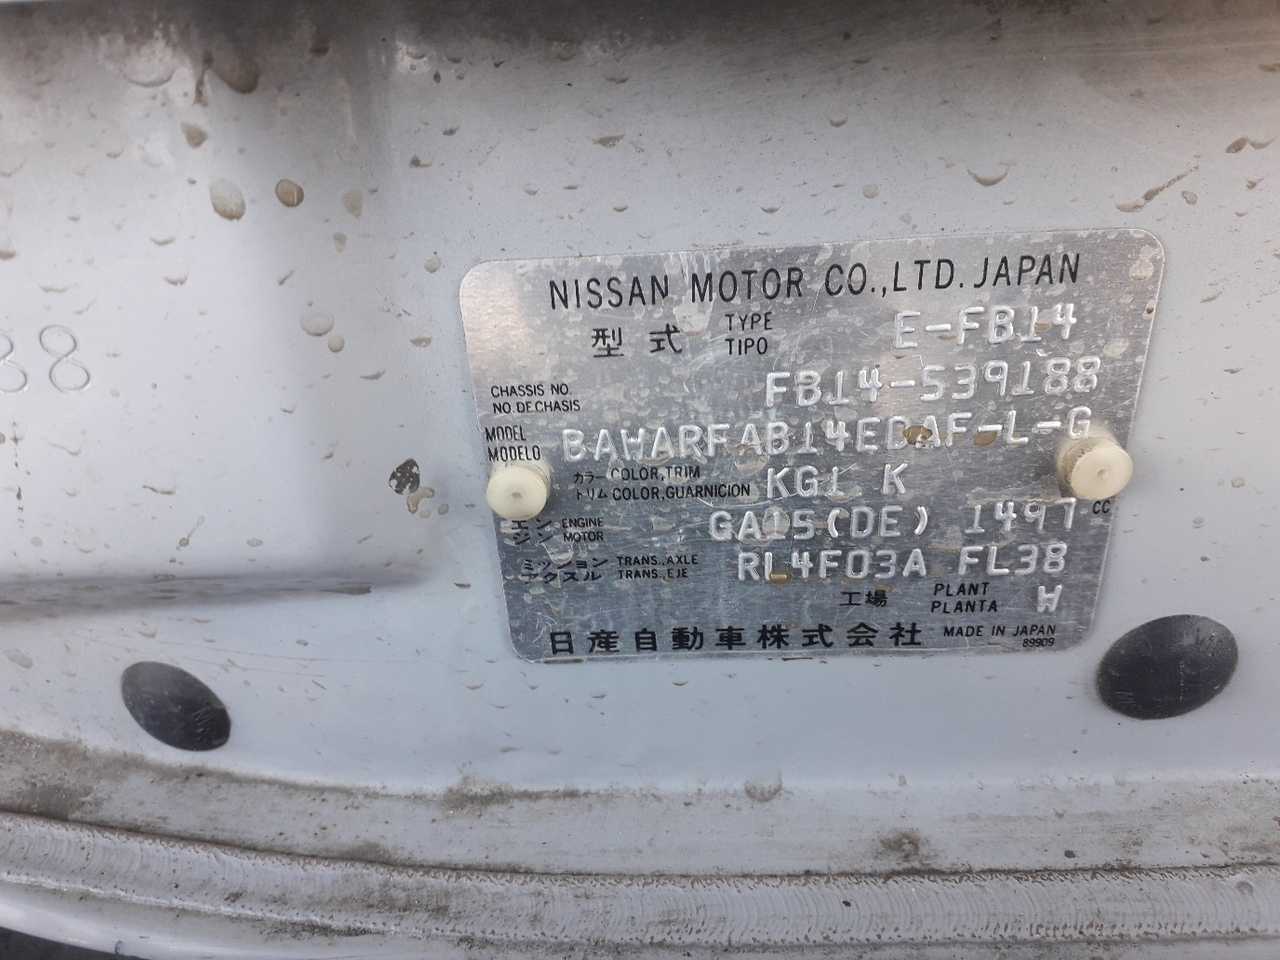 NISSAN MOTOR CO.,LTD. JAPAN
型式 TYPE TIPO E-FB14
88
CHASSIS NO. NO. DE CHASIS FB14-539188
MODEL MODELO BAWARFAB14EDAF-L-G
カラー COLOR,TRIM トリム COLOR,GUARNICION KG1 K
エンジン ENGINE MOTOR GA15(DE) 1497 CC
ミッション TRANS.,AXLE アクスル TRANS.,EJE RL4F03A FL38
工場 PLANT PLANTA W
日産自動車株式会社 MADE IN JAPAN
89909